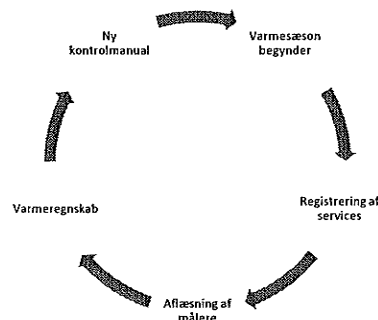 Ny
kontrolmanual
Varmesæson
begynder
Registrering af
services
Aflæsning af
målere
Varmeregnskab